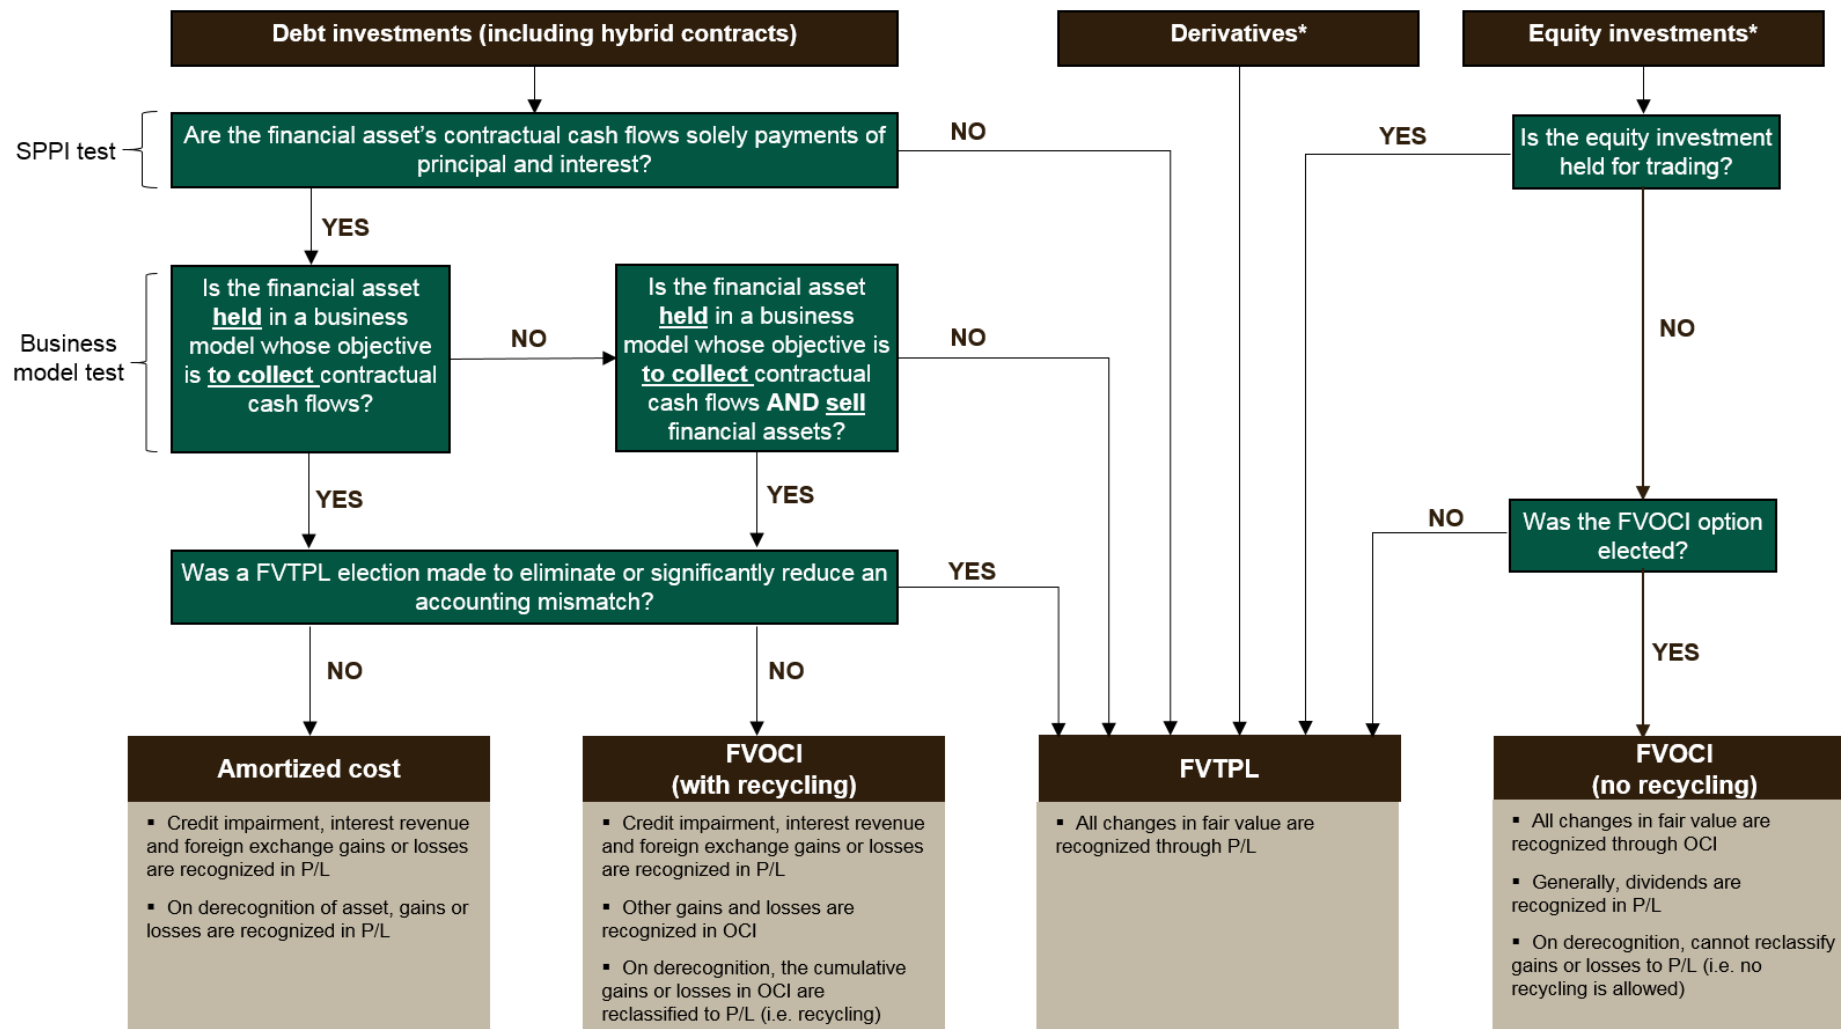 Debt investments (including hybrid contracts)
Derivatives*
Equity investments*
SPPI test
Are the financial asset's contractual cash flows solely payments of
principal and interest?
NO
YES
Is the equity investment
held for trading?
YES
NO
Business
model test
Is the financial asset
held in a business
model whose objective
is to collect contractual
cash flows?
NO
Is the financial asset
held in a business
model whose objective is
to collect contractual
cash flows AND sell
financial assets?
NO
YES
YES
Was the FVOCI option
elected?
NO
YES
Was a FVTPL election made to eliminate or significantly reduce an
accounting mismatch?
YES
NO
NO
Amortized cost
▪ Credit impairment, interest revenue
and foreign exchange gains or losses
are recognized in P/L
▪ On derecognition of asset, gains or
losses are recognized in P/L
FVOCI
(with recycling)
▪ Credit impairment, interest revenue
and foreign exchange gains or losses
are recognized in P/L
▪ Other gains and losses are
recognized in OCI
▪ On derecognition, the cumulative
gains or losses in OCI are
reclassified to P/L (i.e. recycling)
FVTPL
▪ All changes in fair value are
recognized through P/L
FVOCI
(no recycling)
▪ All changes in fair value are
recognized through OCI
▪ Generally, dividends are
recognized in P/L
▪ On derecognition, cannot reclassify
gains or losses to P/L (i.e. no
recycling is allowed)